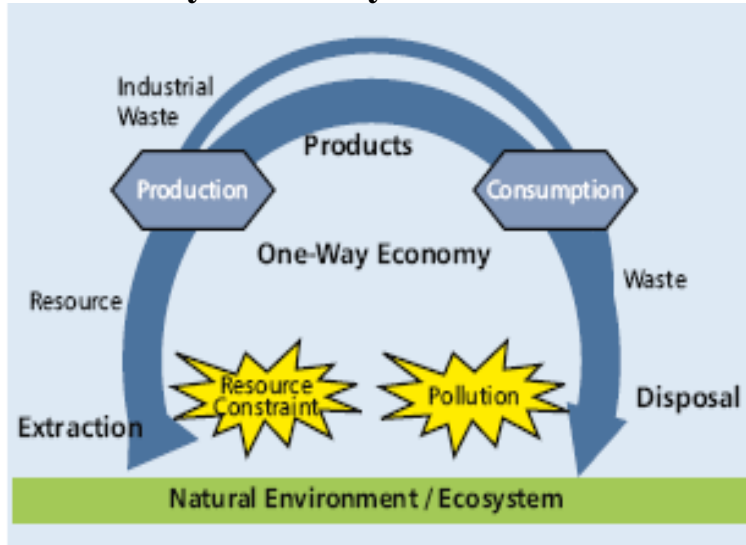 Industrial
Waste
Products
Production
Consumption
One-Way Economy
Resource
Waste
Resource
Constraint
Pollution
Extraction
Disposal
Natural Environment / Ecosystem